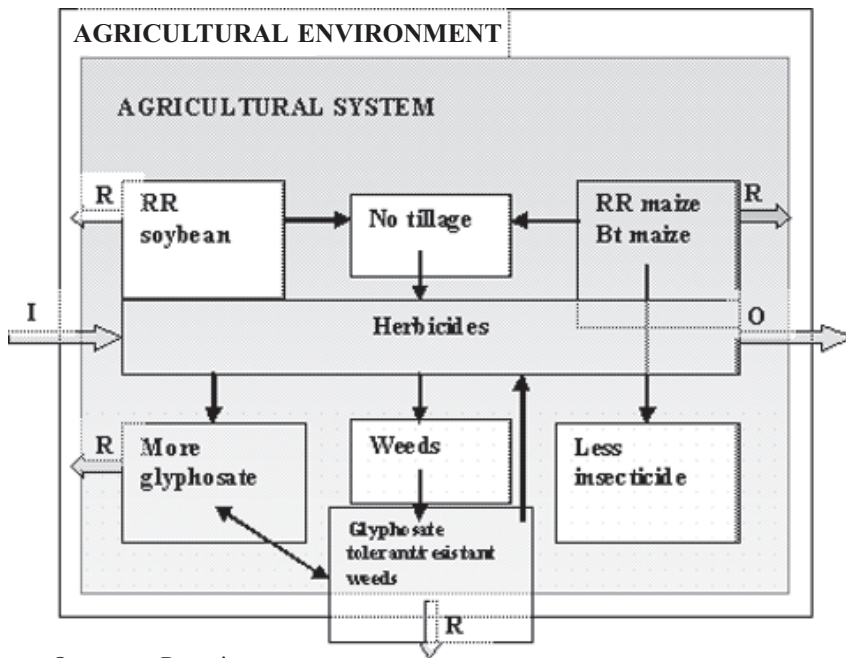 AGRICULTURAL ENVIRONMENT
AGRICULTURAL SYSTEM
R
RR
soybean
No tillage
RR maize
Bt maize
R
I
Herbicides
O
R
More
glyphosate
Weeds
Less
insecticide
Glyphosate
tolerant/resistant
weeds
R